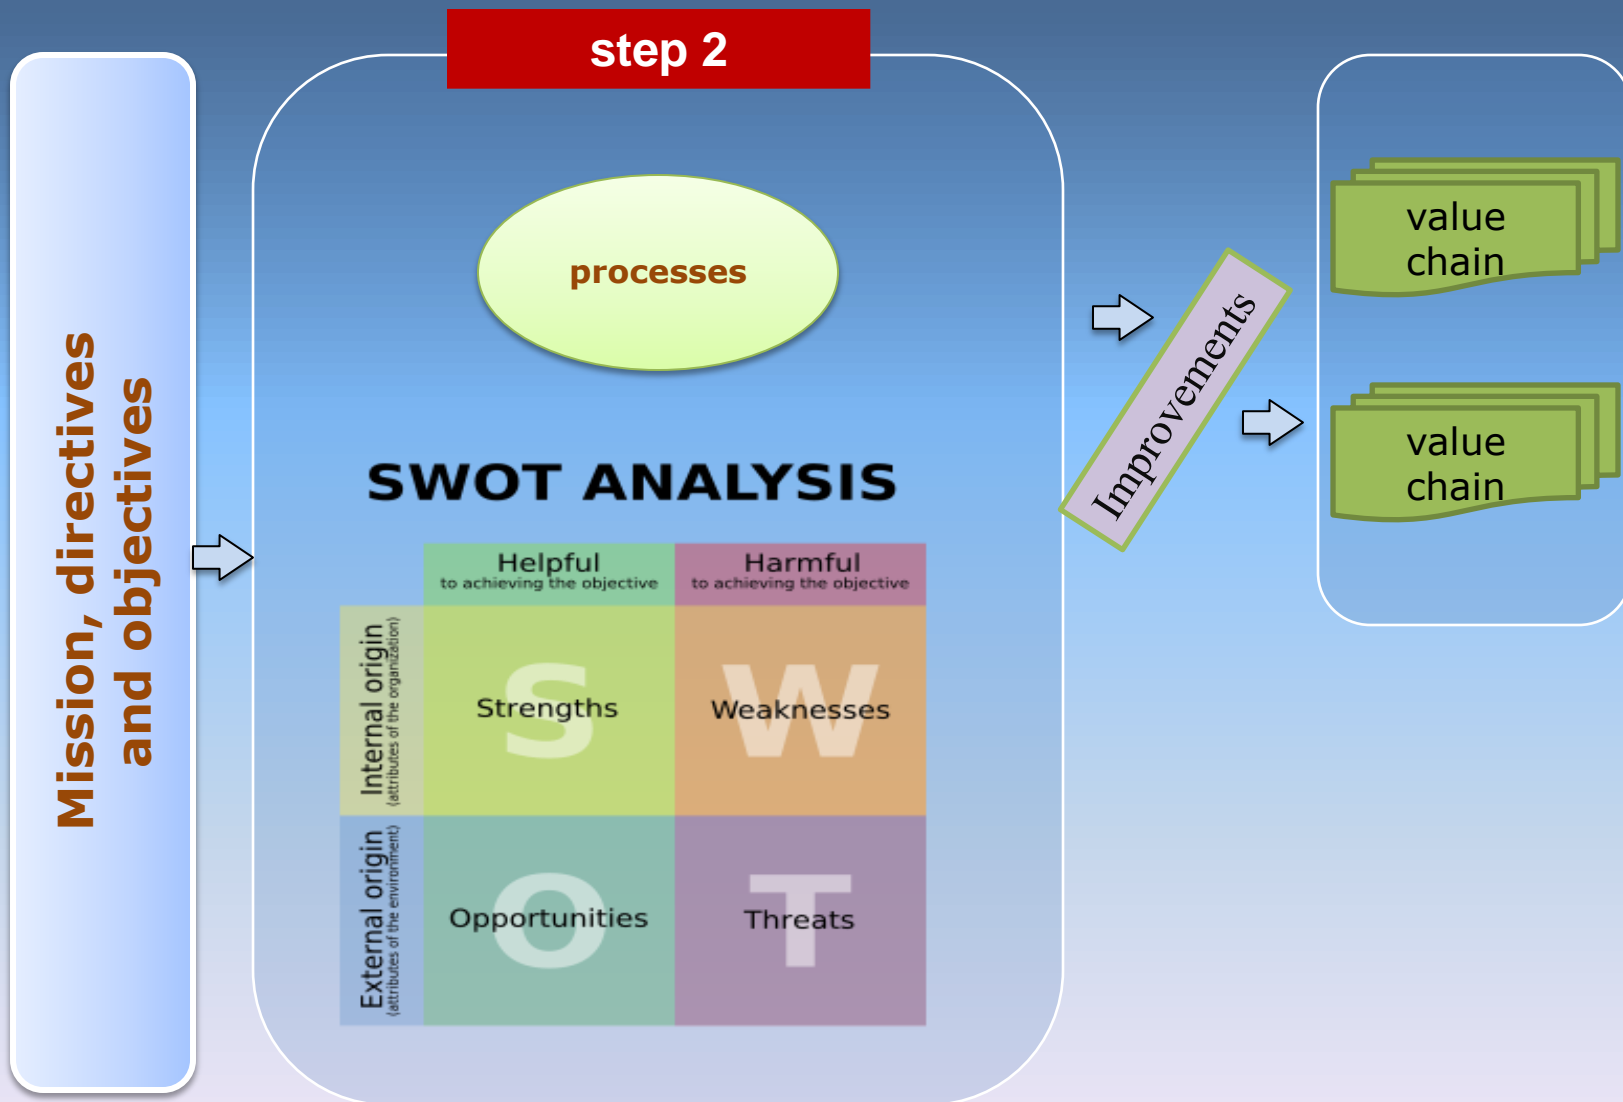 step 2
Mission, directives
and objectives
processes
SWOT ANALYSIS
Helpful
to achieving the objective
Harmful
to achieving the objective
Internal origin
(attributes of the organization)
S
Strengths
W
Weaknesses
External origin
(attributes of the environment)
O
Opportunities
T
Threats
Improvements
value
chain
value
chain